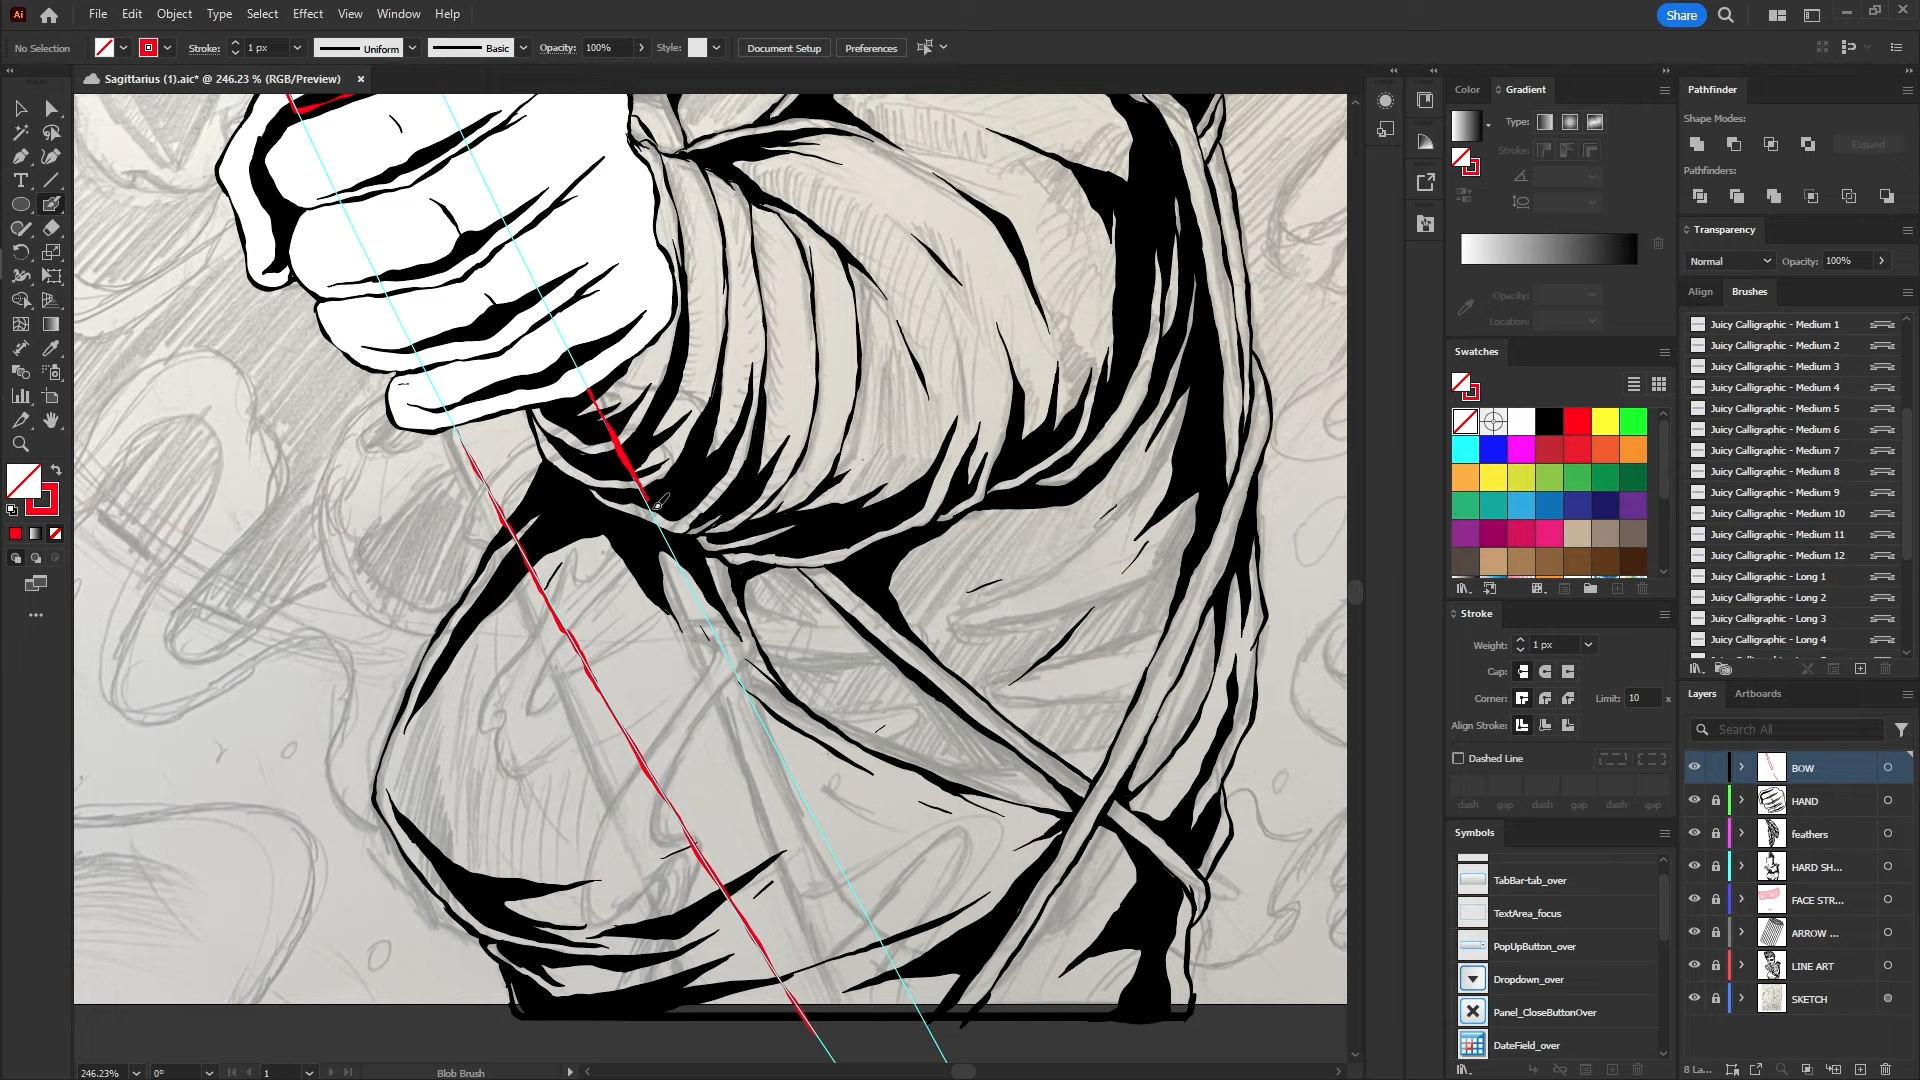 Ai File Edit Object Type Select Effect View Window Help Share
No Selection Stroke: 1 px Uniform Basic Opacity: 100% Style: Document Setup Preferences
Sagittarius (1).aic* @ 246.23 % (RGB/Preview)
Color Gradient
Type:
Stroke:
Opacity:
Location:
Swatches
Stroke
Weight: 1 px
Cap:
Corner: Limit: 10 x
Align Stroke:
Dashed Line
dash gap dash gap dash gap
Symbols
TabBar-tab_over
TextArea_focus
PopUpButton_over
Dropdown_over
Panel_CloseButtonOver
DateField_over
Pathfinder
Shape Modes:
Expand
Pathfinders:
Transparency
Normal Opacity: 100%
Align Brushes
Juicy Calligraphic - Medium 1
Juicy Calligraphic - Medium 2
Juicy Calligraphic - Medium 3
Juicy Calligraphic - Medium 4
Juicy Calligraphic - Medium 5
Juicy Calligraphic - Medium 6
Juicy Calligraphic - Medium 7
Juicy Calligraphic - Medium 8
Juicy Calligraphic - Medium 9
Juicy Calligraphic - Medium 10
Juicy Calligraphic - Medium 11
Juicy Calligraphic - Medium 12
Juicy Calligraphic - Long 1
Juicy Calligraphic - Long 2
Juicy Calligraphic - Long 3
Juicy Calligraphic - Long 4
Layers Artboards
Search All
BOW
HAND
feathers
HARD SH...
FACE STR...
ARROW ...
LINE ART
SKETCH
8 La...
246.23% 0° 1 Blob Brush